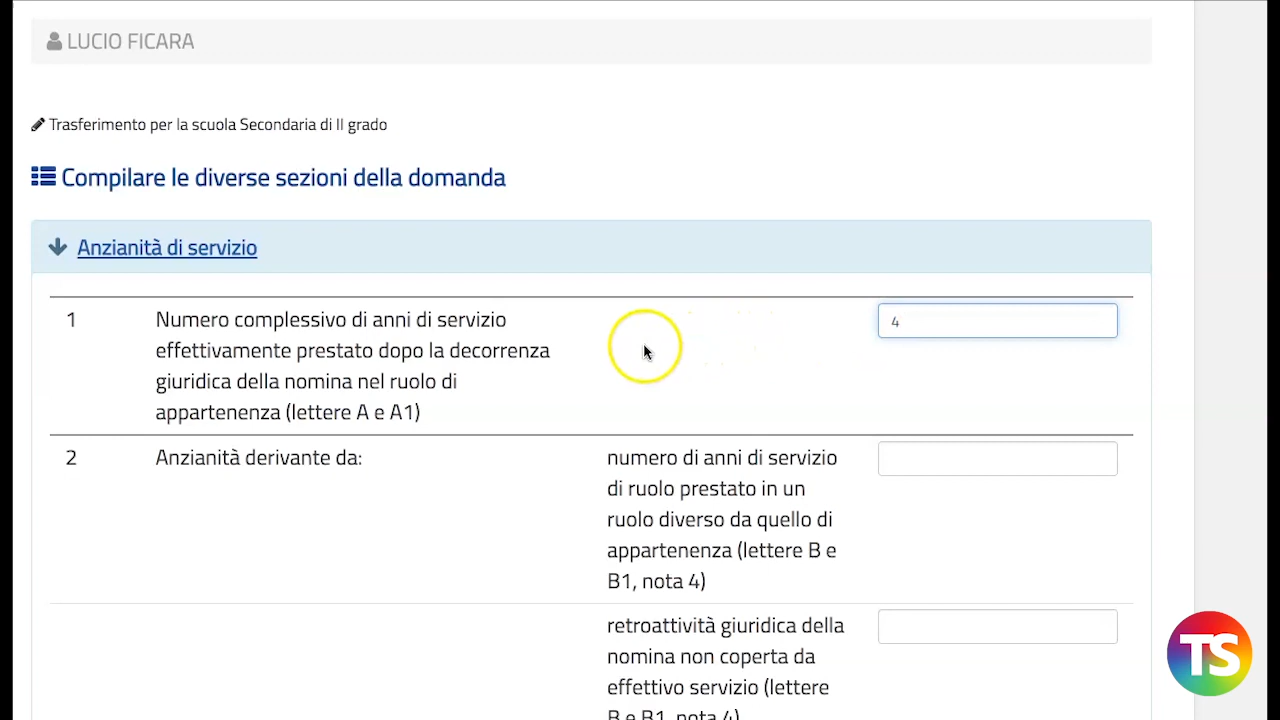 LUCIO FICARA
Trasferimento per la scuola Secondaria di II grado
Compilare le diverse sezioni della domanda
Anzianità di servizio
1
Numero complessivo di anni di servizio
effettivamente prestato dopo la decorrenza
giuridica della nomina nel ruolo di
appartenenza (lettere A e A1)
4
2
Anzianità derivante da:
numero di anni di servizio
di ruolo prestato in un
ruolo diverso da quello di
appartenenza (lettere B e
B1, nota 4)
retroattività giuridica della
nomina non coperta da
effettivo servizio (lettere
B e B1, nota 4)
TS